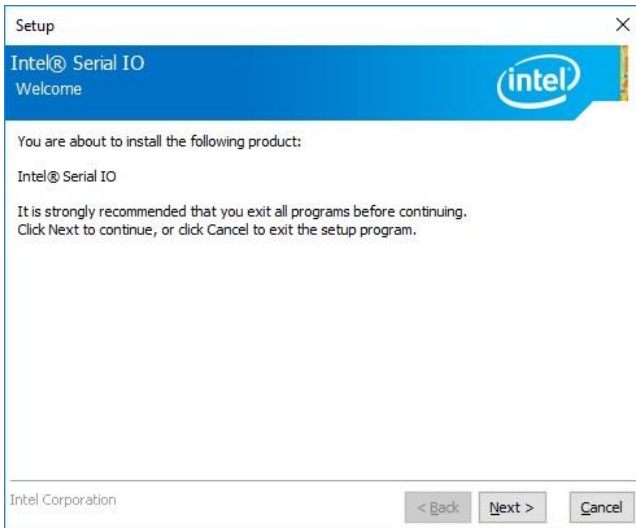 Setup
Intel® Serial IO
Welcome
intel
You are about to install the following product:
Intel® Serial IO
It is strongly recommended that you exit all programs before continuing.
Click Next to continue, or click Cancel to exit the setup program.
Intel Corporation
< Back Next > Cancel